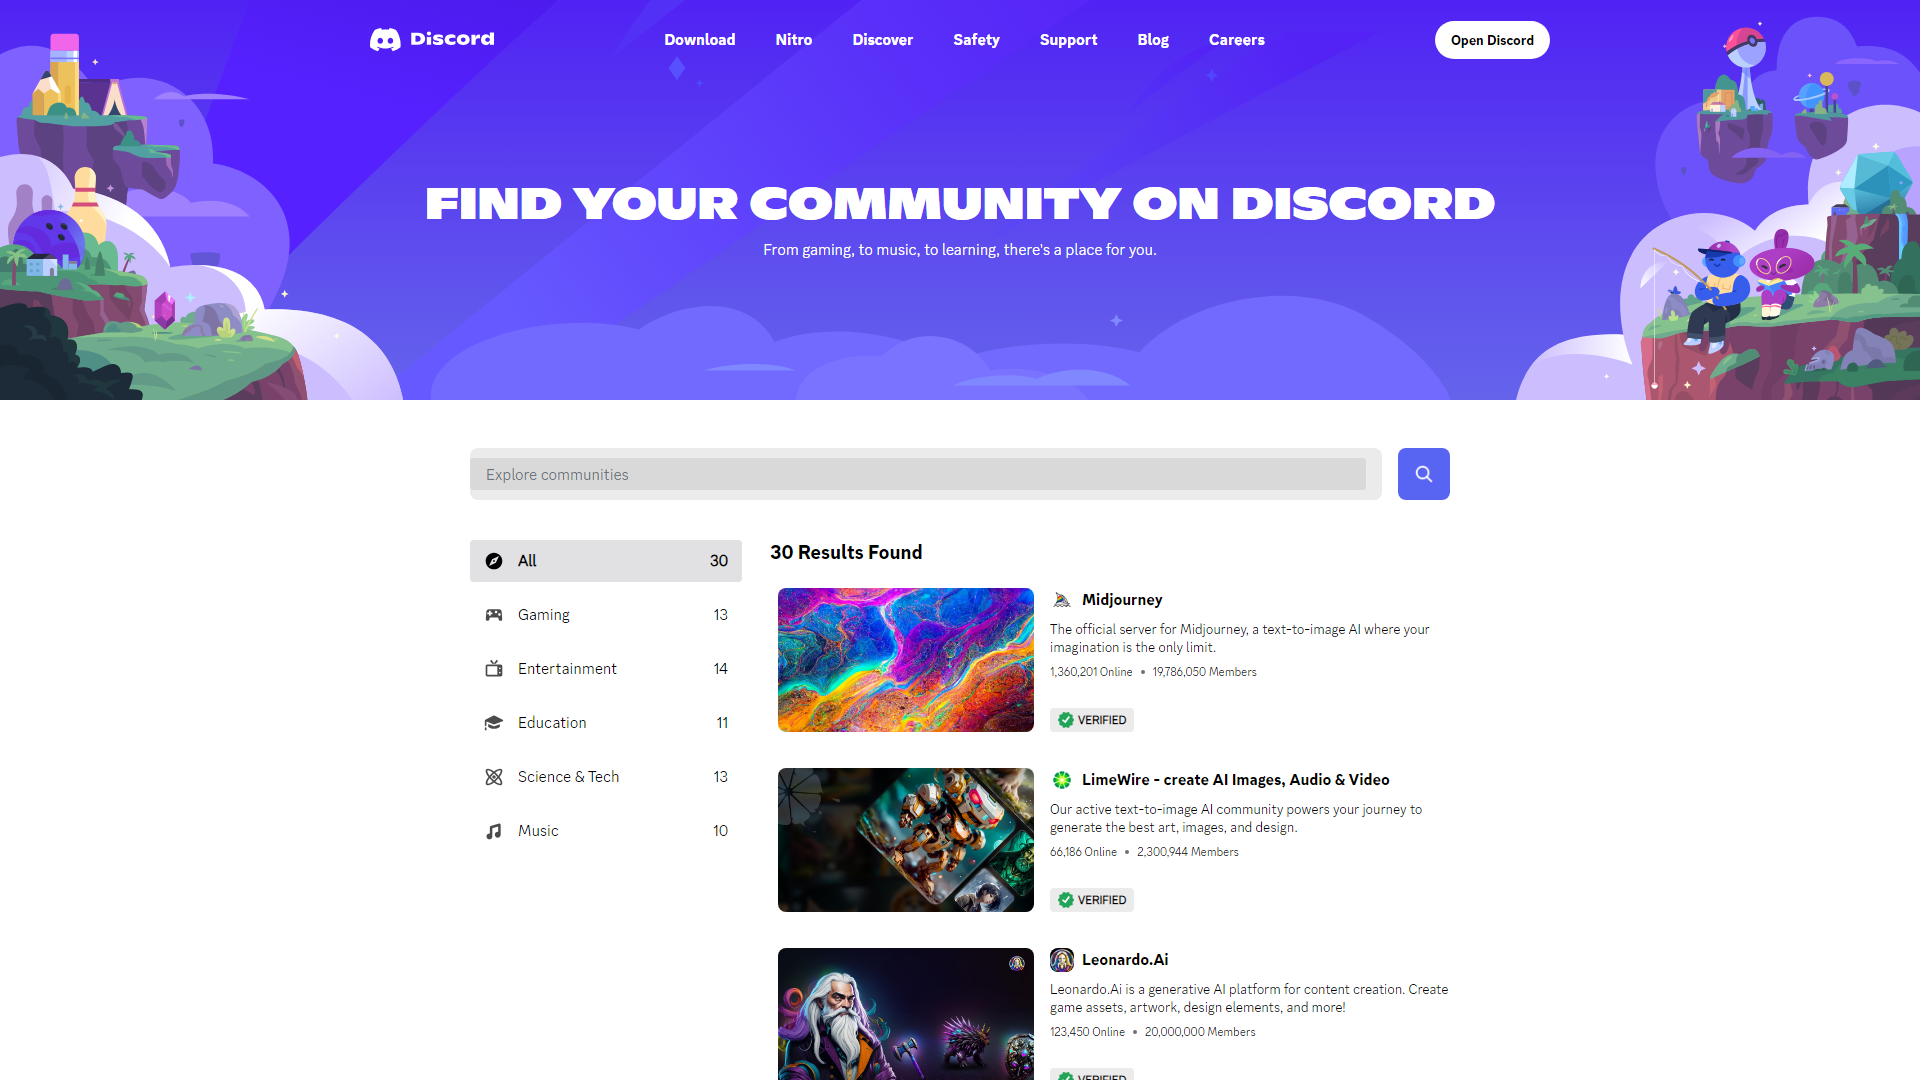 Discord
Download
Nitro
Discover
Safety
Support
Blog
Careers
Open Discord
FIND YOUR COMMUNITY ON DISCORD
From gaming, to music, to learning, there's a place for you.
Explore communities
All 30
Gaming 13
Entertainment 14
Education 11
Science & Tech 13
Music 10
30 Results Found
Midjourney
The official server for Midjourney, a text-to-image AI where your
imagination is the only limit.
1,360,201 Online • 19,786,050 Members
VERIFIED
LimeWire - create AI Images, Audio & Video
Our active text-to-image AI community powers your journey to
generate the best art, images, and design.
66,186 Online • 2,300,944 Members
VERIFIED
Leonardo.Ai
Leonardo.Ai is a generative AI platform for content creation. Create
game assets, artwork, design elements, and more!
123,450 Online • 20,000,000 Members
VERIFIED